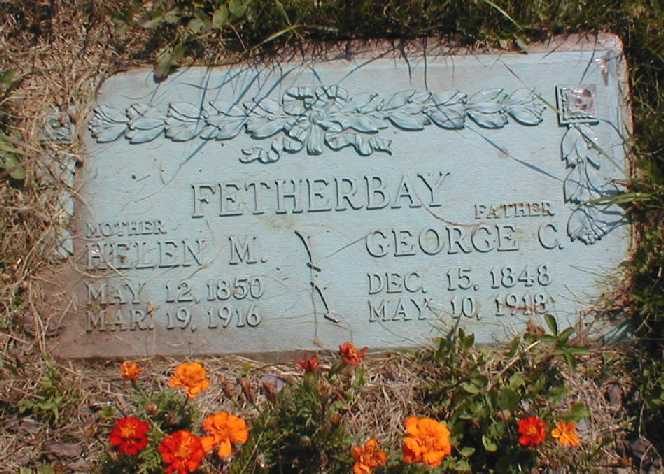 FETHERBAY
MOTHER
HELEN M.
MAY 12, 1850
MAR. 19, 1916
FATHER
GEORGE C.
DEC. 15, 1848
MAY 10, 1918